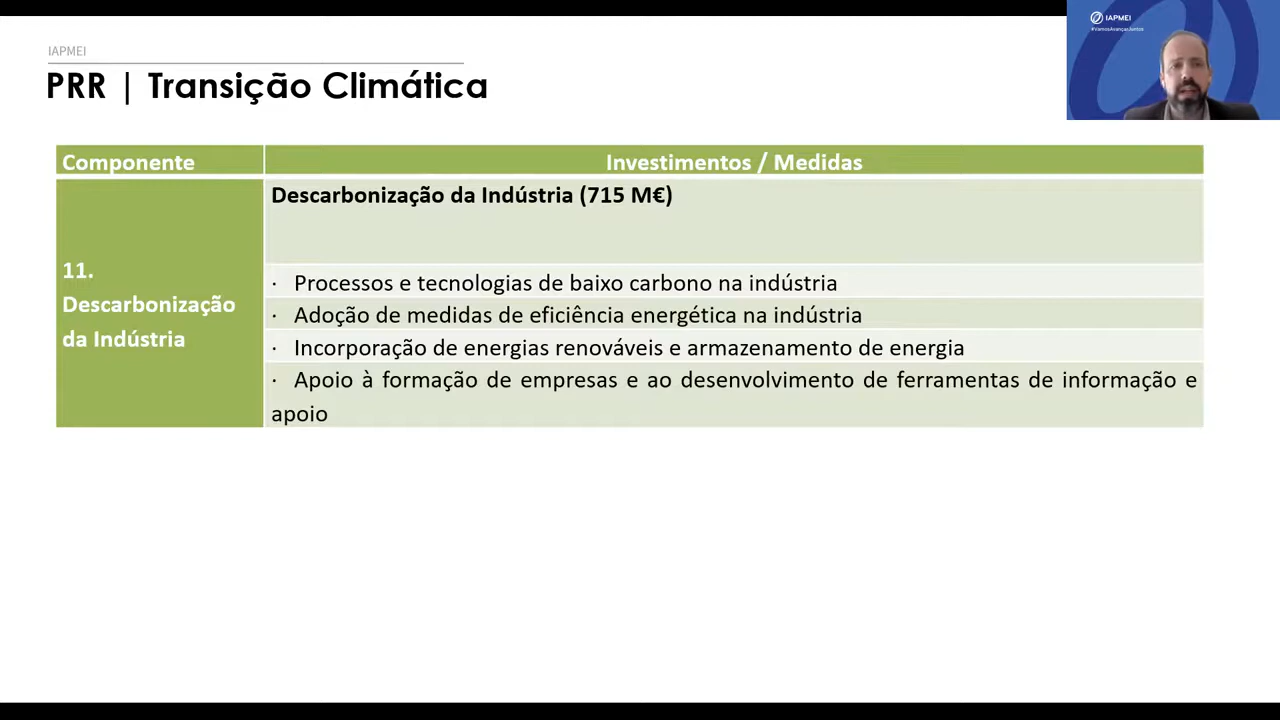 IAPMEI
PRR | Transição Climática
IAPMEI
#VamosAvançarJuntos
Componente
Investimentos / Medidas
11.
Descarbonização
da Indústria
Descarbonização da Indústria (715 M€)
· Processos e tecnologias de baixo carbono na indústria
· Adoção de medidas de eficiência energética na indústria
· Incorporação de energias renováveis e armazenamento de energia
· Apoio à formação de empresas e ao desenvolvimento de ferramentas de informação e
apoio